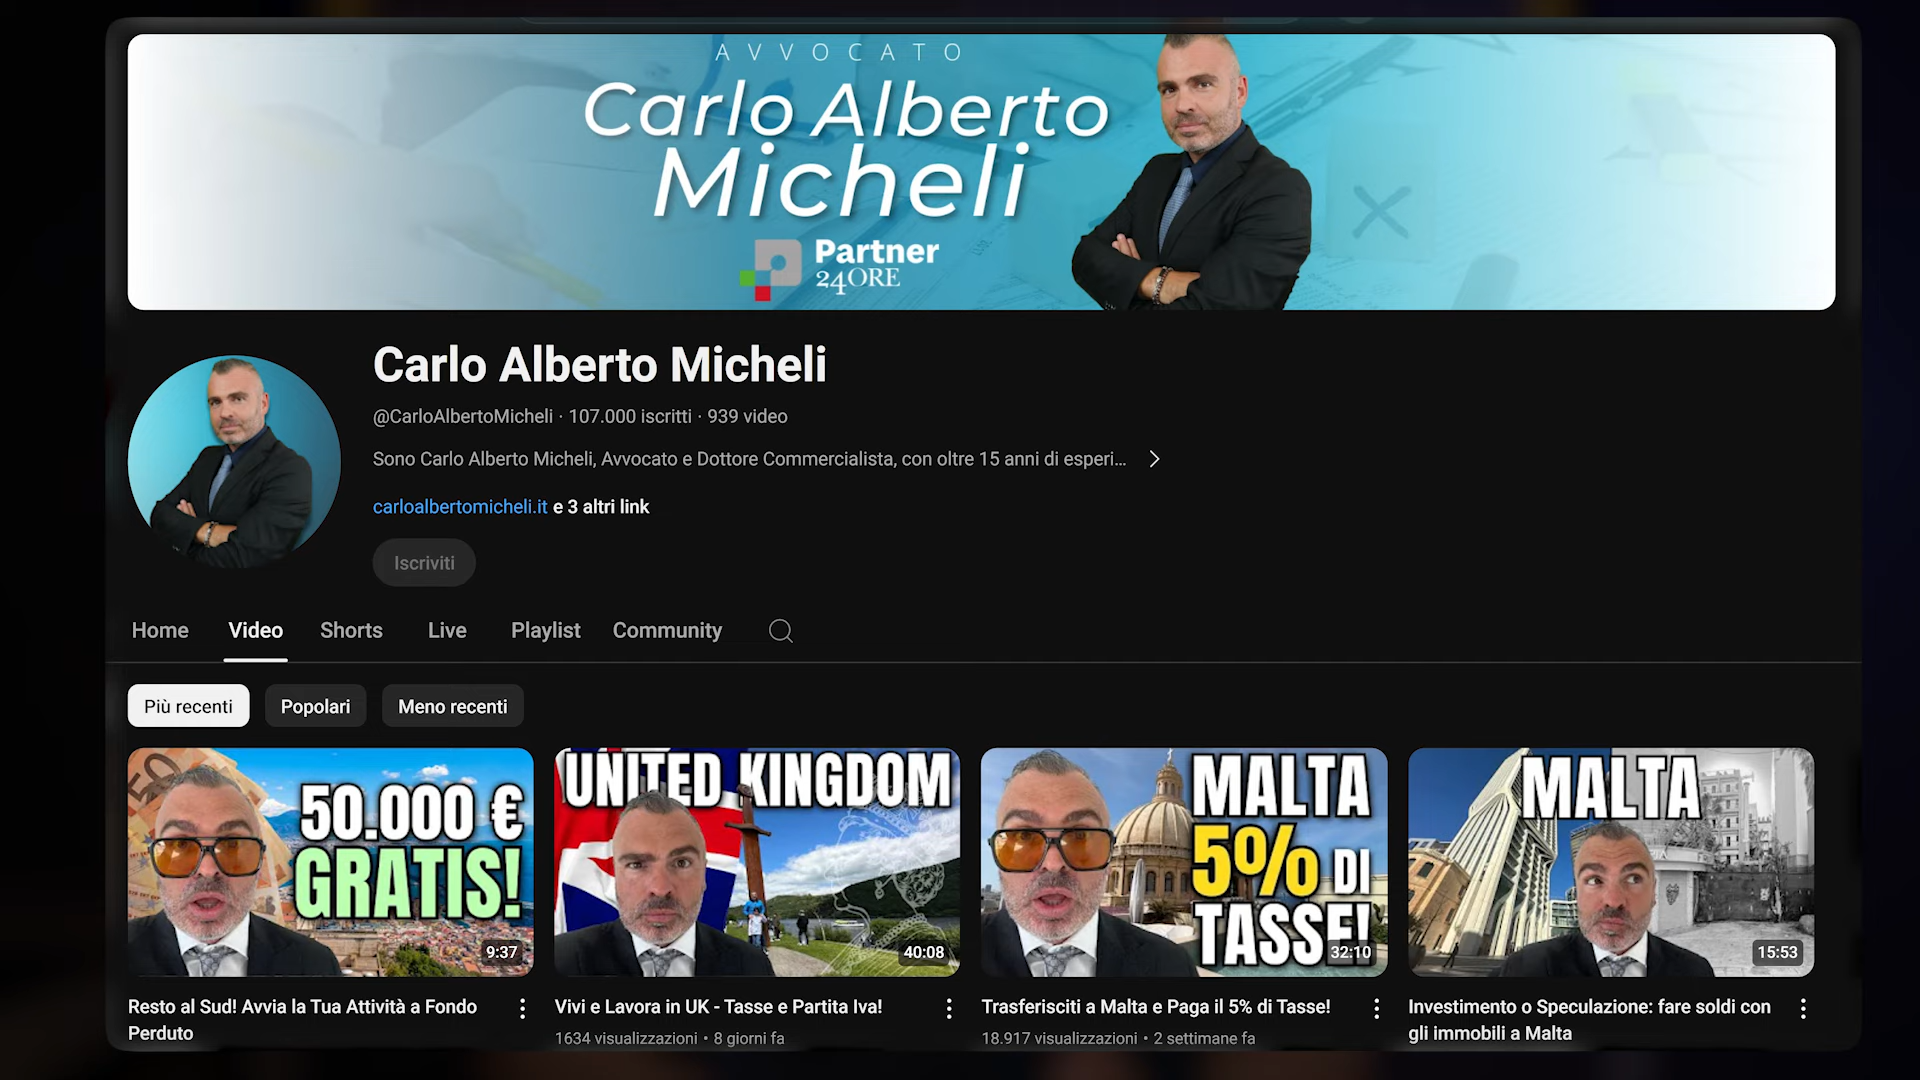 AVVOCATO
Carlo Alberto
Micheli
Partner
24ORE
Carlo Alberto Micheli
@CarloAlbertoMicheli · 107.000 iscritti · 939 video
Sono Carlo Alberto Micheli, Avvocato e Dottore Commercialista, con oltre 15 anni di esperi...
carloalbertomicheli.it e 3 altri link
Iscriviti
Home Video Shorts Live Playlist Community
Più recenti Popolari Meno recenti
50.000 €
GRATIS!
9:37
UNITED KINGDOM
40:08
MALTA
5% DI
TASSE!
32:10
MALTA
15:53
Resto al Sud! Avvia la Tua Attività a Fondo
Perduto
Vivi e Lavora in UK - Tasse e Partita Iva!
1634 visualizzazioni • 8 giorni fa
Trasferisciti a Malta e Paga il 5% di Tasse!
18.917 visualizzazioni • 2 settimane fa
Investimento o Speculazione: fare soldi con
gli immobili a Malta